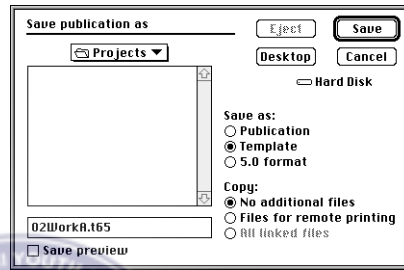 Save publication as
Projects
Eject
Save
Desktop
Cancel
Hard Disk
Save as:
Publication
Template
5.0 format
Copy:
No additional files
Files for remote printing
All linked files
02WorkA.t65
Save preview